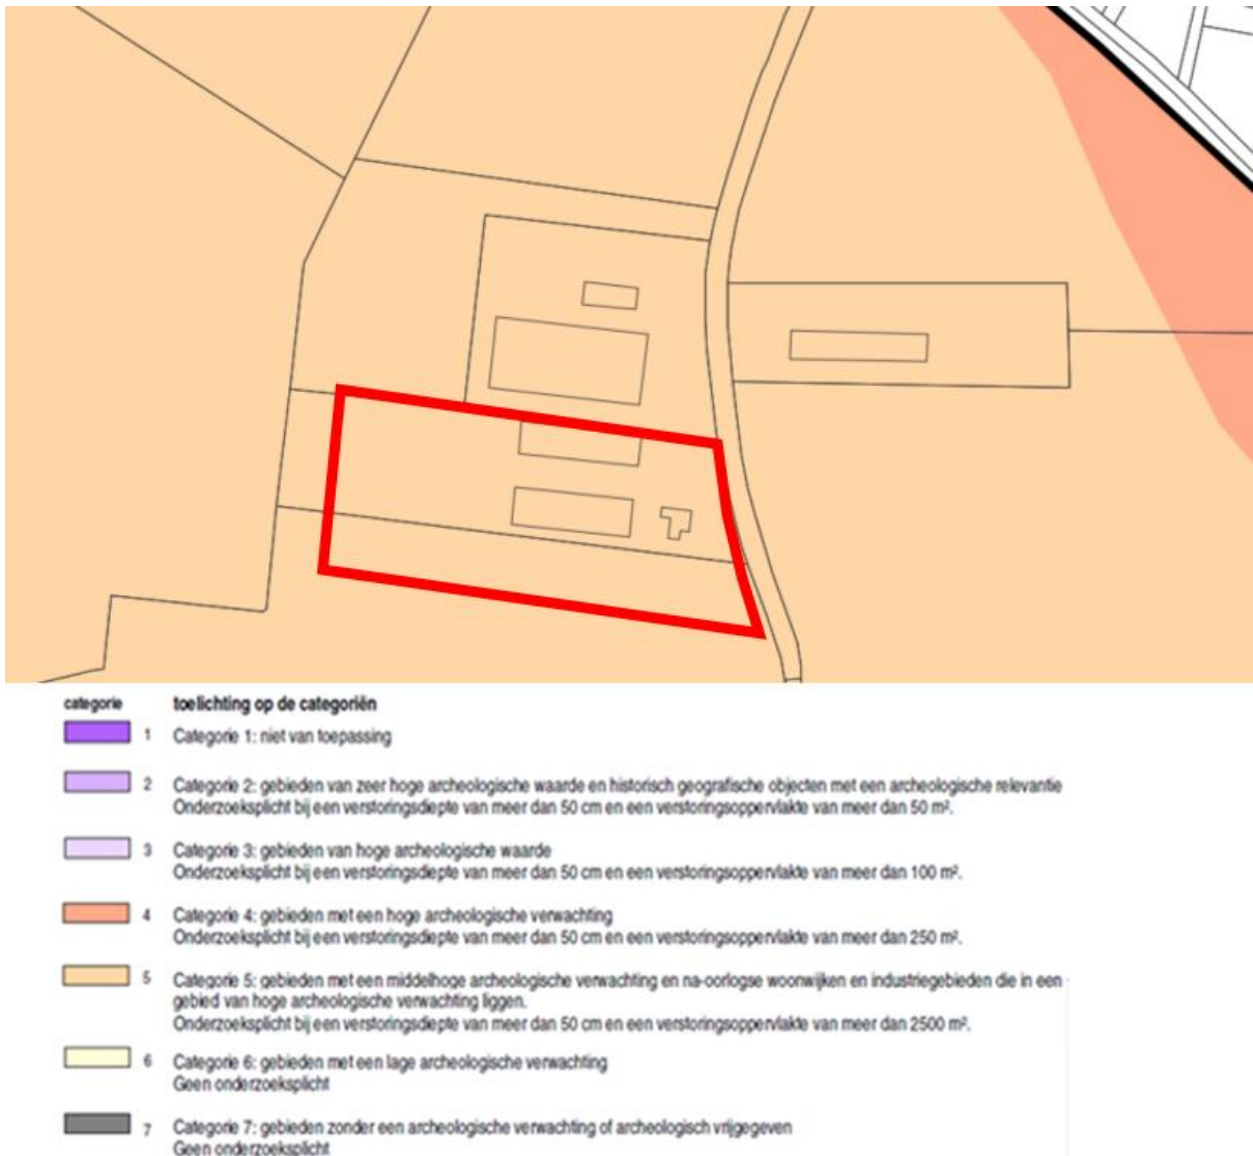 categorie toelichting op de categoriën
1 Categorie 1: niet van toepassing
2 Categorie 2: gebieden van zeer hoge archeologische waarde en historisch geografische objecten met een archeologische relevantie
Onderzoeksplicht bij een verstoringsdiepte van meer dan 50 cm en een verstoringsoppervlakte van meer dan 50 m².
3 Categorie 3: gebieden van hoge archeologische waarde
Onderzoeksplicht bij een verstoringsdiepte van meer dan 50 cm en een verstoringsoppervlakte van meer dan 100 m².
4 Categorie 4: gebieden met een hoge archeologische verwachting
Onderzoeksplicht bij een verstoringsdiepte van meer dan 50 cm en een verstoringsoppervlakte van meer dan 250 m².
5 Categorie 5: gebieden met een middelhoge archeologische verwachting en na-oorlogse woonwijken en industriegebieden die in een
gebied van hoge archeologische verwachting liggen.
Onderzoeksplicht bij een verstoringsdiepte van meer dan 50 cm en een verstoringsoppervlakte van meer dan 2500 m².
6 Categorie 6: gebieden met een lage archeologische verwachting
Geen onderzoeksplicht
7 Categorie 7: gebieden zonder een archeologische verwachting of archeologisch vrijgegeven
Geen onderzoeksplicht